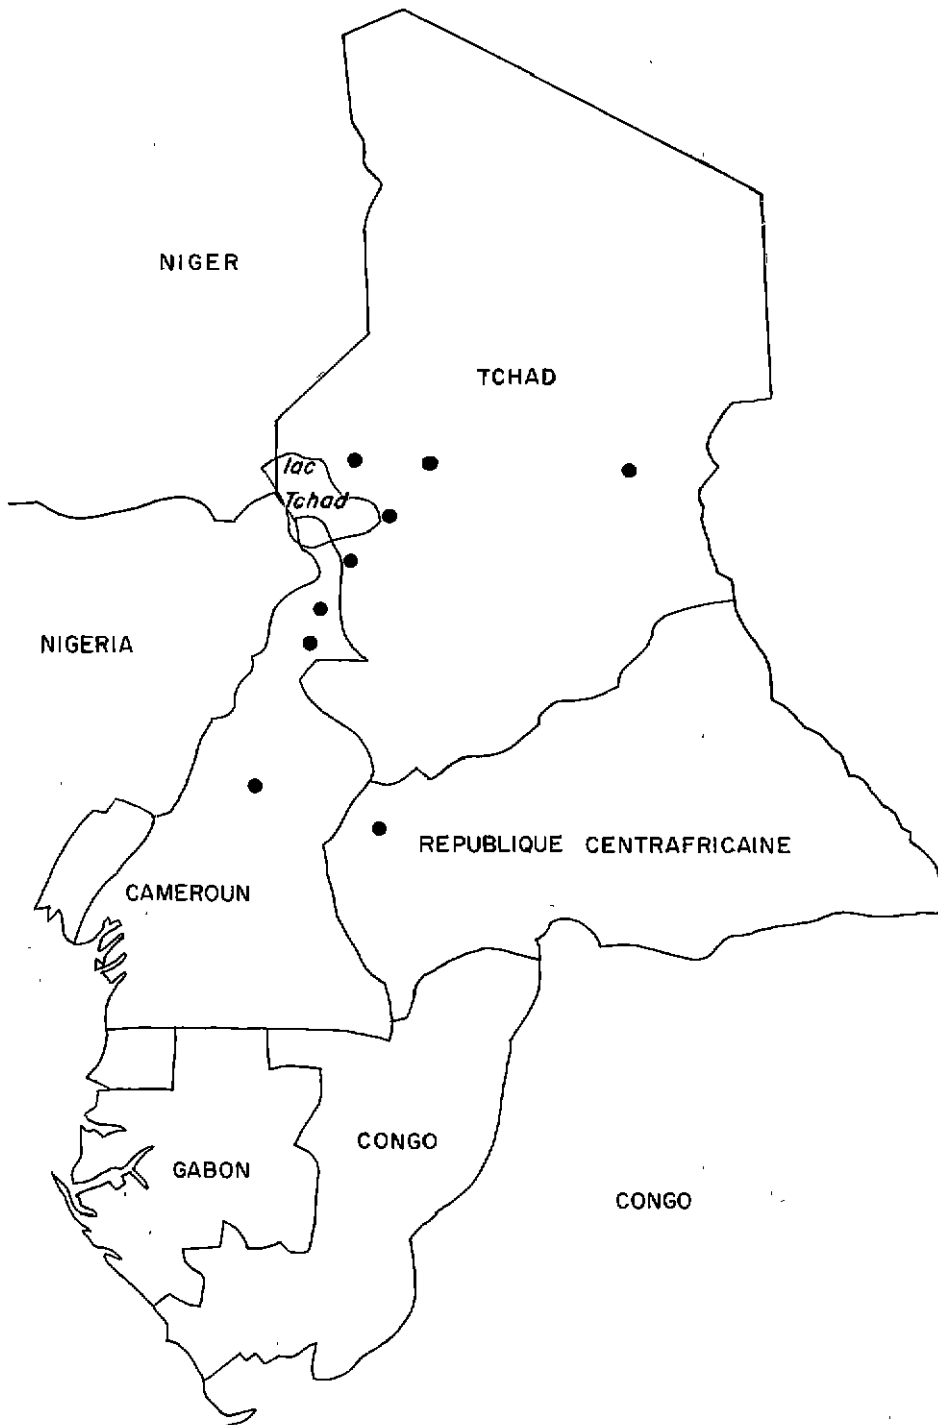 NIGER
TCHAD
lac
Tchad
NIGERIA
REPUBLIQUE CENTRAFRICAINE
CAMEROUN
CONGO
GABON
CONGO